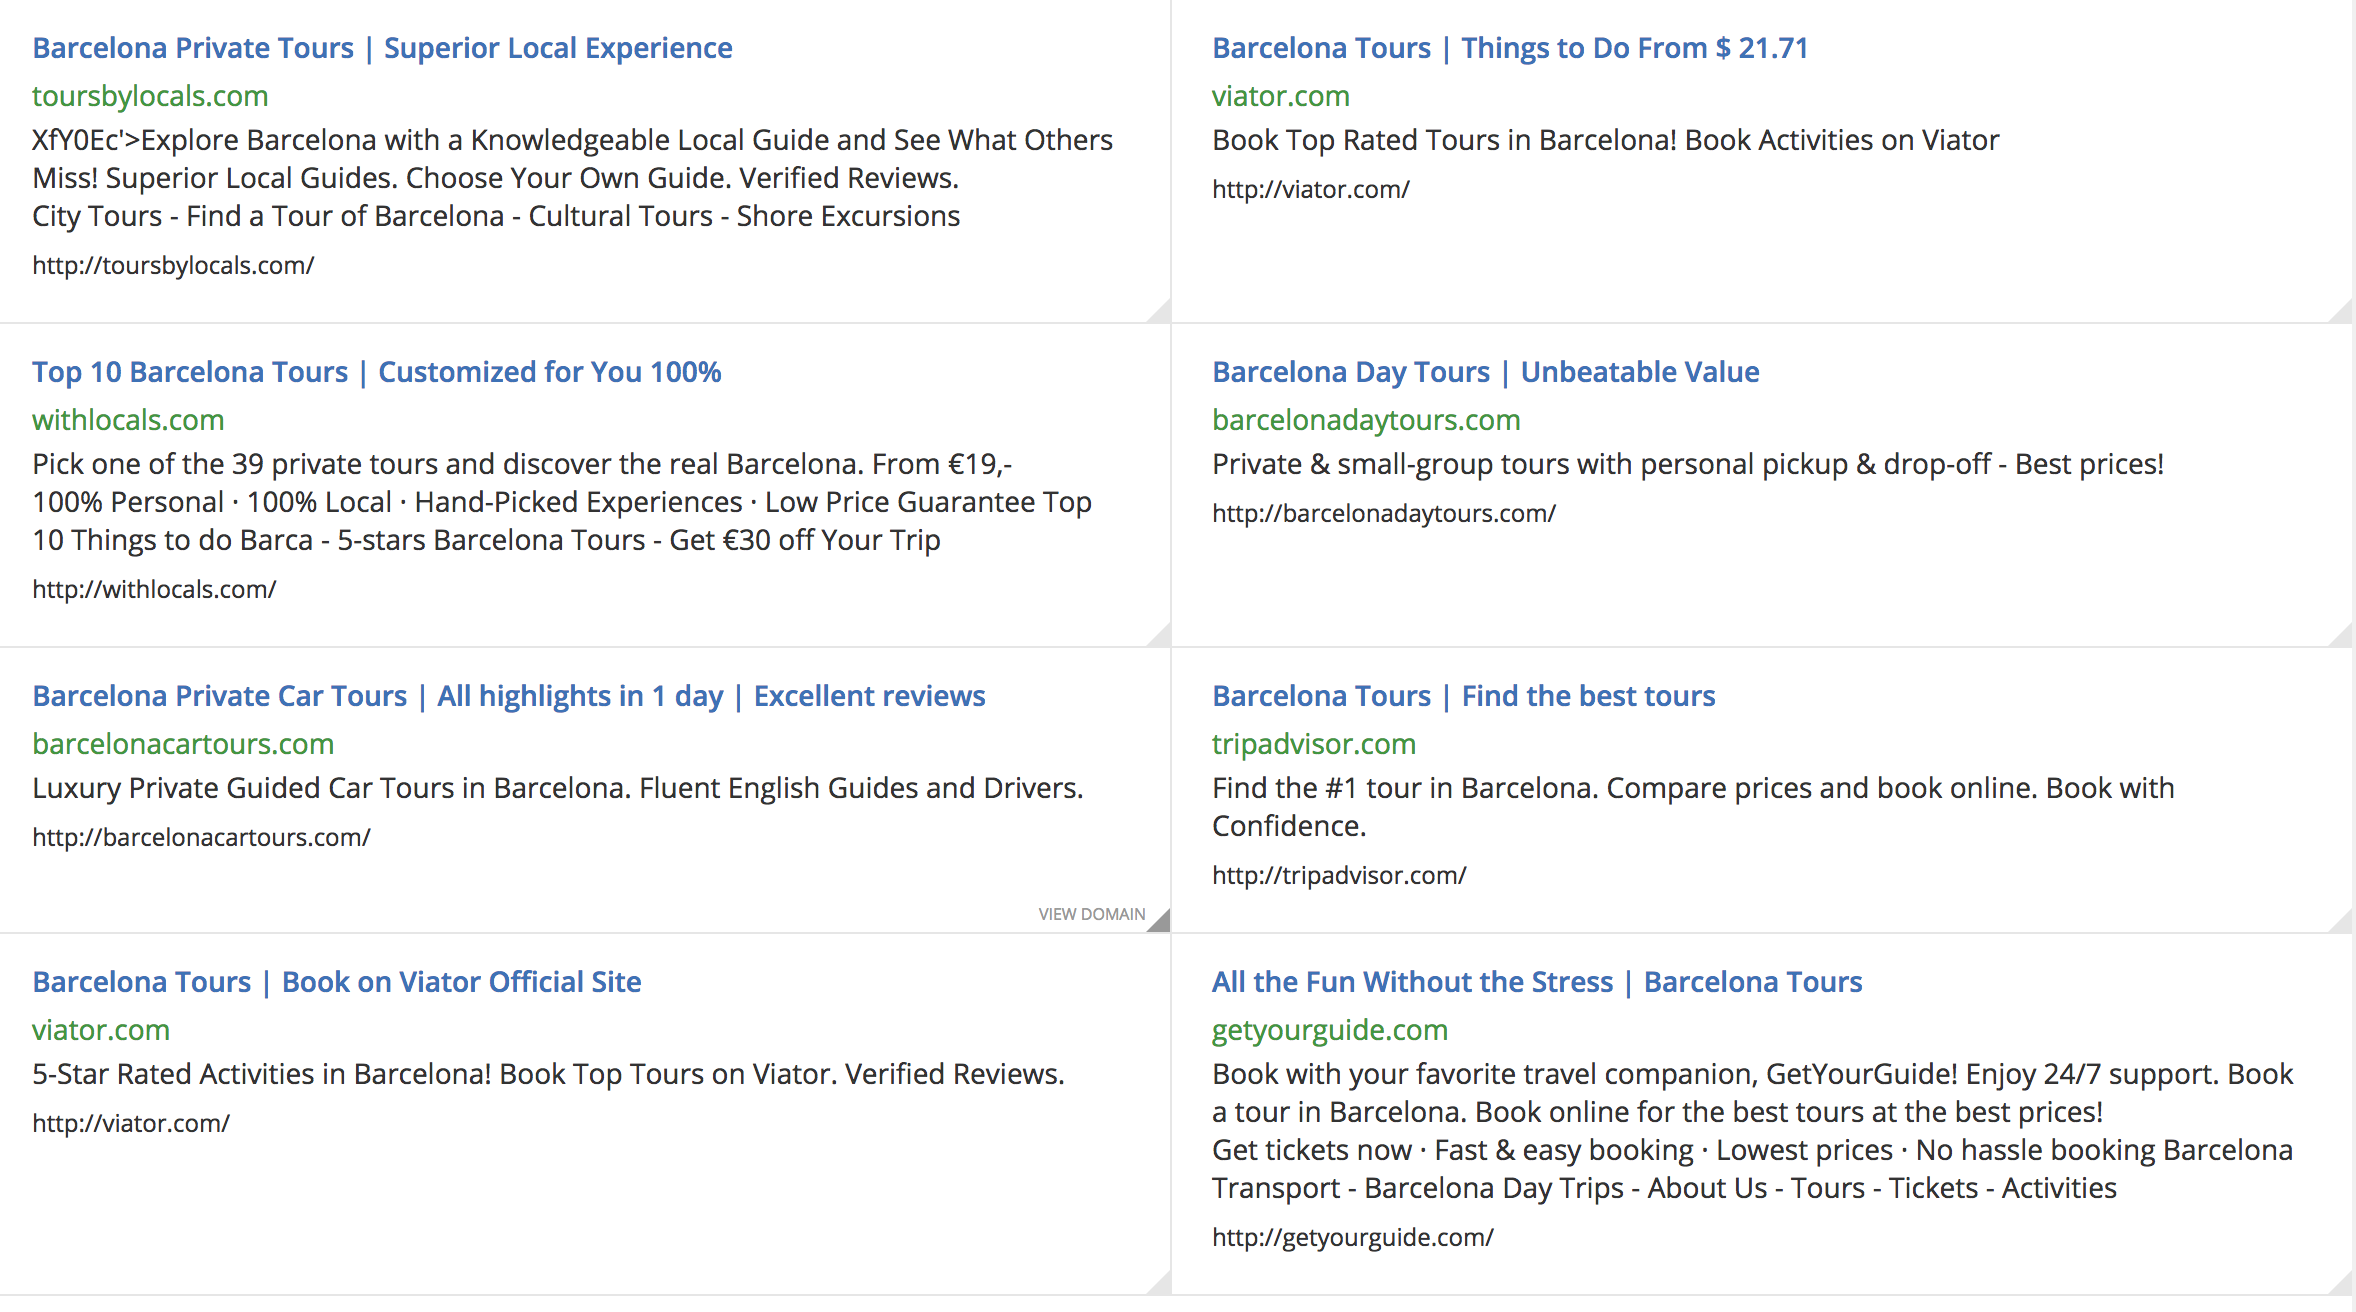 Barcelona Private Tours | Superior Local Experience
toursbylocals.com
XfY0Ec'>Explore Barcelona with a Knowledgeable Local Guide and See What Others
Miss! Superior Local Guides. Choose Your Own Guide. Verified Reviews.
City Tours - Find a Tour of Barcelona - Cultural Tours - Shore Excursions
http://toursbylocals.com/
Barcelona Tours | Things to Do From $ 21.71
viator.com
Book Top Rated Tours in Barcelona! Book Activities on Viator
http://viator.com/
Top 10 Barcelona Tours | Customized for You 100%
withlocals.com
Pick one of the 39 private tours and discover the real Barcelona. From €19,-
100% Personal · 100% Local · Hand-Picked Experiences · Low Price Guarantee Top
10 Things to do Barca - 5-stars Barcelona Tours - Get €30 off Your Trip
http://withlocals.com/
Barcelona Day Tours | Unbeatable Value
barcelonadaytours.com
Private & small-group tours with personal pickup & drop-off - Best prices!
http://barcelonadaytours.com/
Barcelona Private Car Tours | All highlights in 1 day | Excellent reviews
barcelonacartours.com
Luxury Private Guided Car Tours in Barcelona. Fluent English Guides and Drivers.
http://barcelonacartours.com/
VIEW DOMAIN
Barcelona Tours | Find the best tours
tripadvisor.com
Find the #1 tour in Barcelona. Compare prices and book online. Book with
Confidence.
http://tripadvisor.com/
Barcelona Tours | Book on Viator Official Site
viator.com
5-Star Rated Activities in Barcelona! Book Top Tours on Viator. Verified Reviews.
http://viator.com/
All the Fun Without the Stress | Barcelona Tours
getyourguide.com
Book with your favorite travel companion, GetYourGuide! Enjoy 24/7 support. Book
a tour in Barcelona. Book online for the best tours at the best prices!
Get tickets now · Fast & easy booking · Lowest prices · No hassle booking Barcelona
Transport - Barcelona Day Trips - About Us - Tours - Tickets - Activities
http://getyourguide.com/